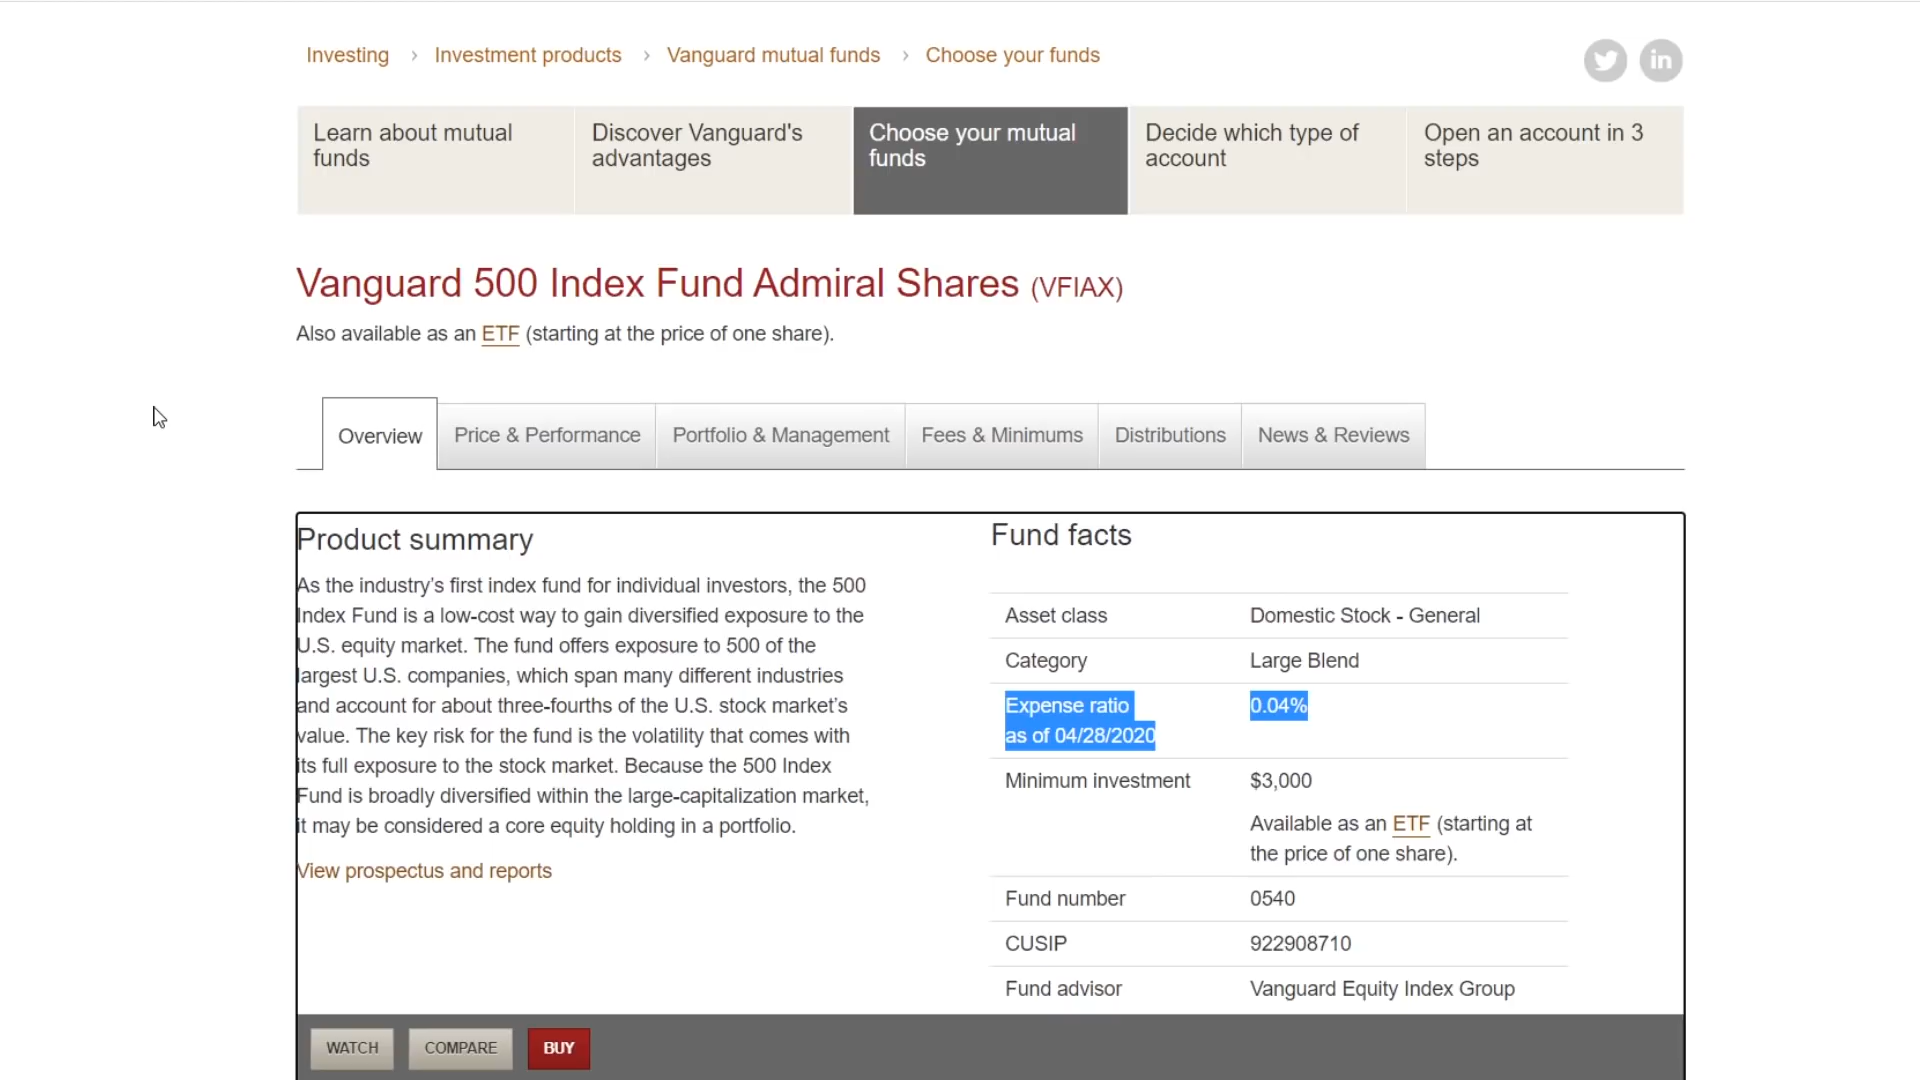 Investing › Investment products › Vanguard mutual funds › Choose your funds
Learn about mutual
funds
Discover Vanguard's
advantages
Choose your mutual
funds
Decide which type of
account
Open an account in 3
steps
Vanguard 500 Index Fund Admiral Shares (VFIAX)
Also available as an ETF (starting at the price of one share).
Overview
Price & Performance
Portfolio & Management
Fees & Minimums
Distributions
News & Reviews
Product summary
As the industry’s first index fund for individual investors, the 500
Index Fund is a low-cost way to gain diversified exposure to the
U.S. equity market. The fund offers exposure to 500 of the
largest U.S. companies, which span many different industries
and account for about three-fourths of the U.S. stock market’s
value. The key risk for the fund is the volatility that comes with
its full exposure to the stock market. Because the 500 Index
Fund is broadly diversified within the large-capitalization market,
it may be considered a core equity holding in a portfolio.
View prospectus and reports
Fund facts
Asset class Domestic Stock - General
Category Large Blend
Expense ratio 0.04%
as of 04/28/2020
Minimum investment $3,000
Available as an ETF (starting at
the price of one share).
Fund number 0540
CUSIP 922908710
Fund advisor Vanguard Equity Index Group
WATCH COMPARE BUY